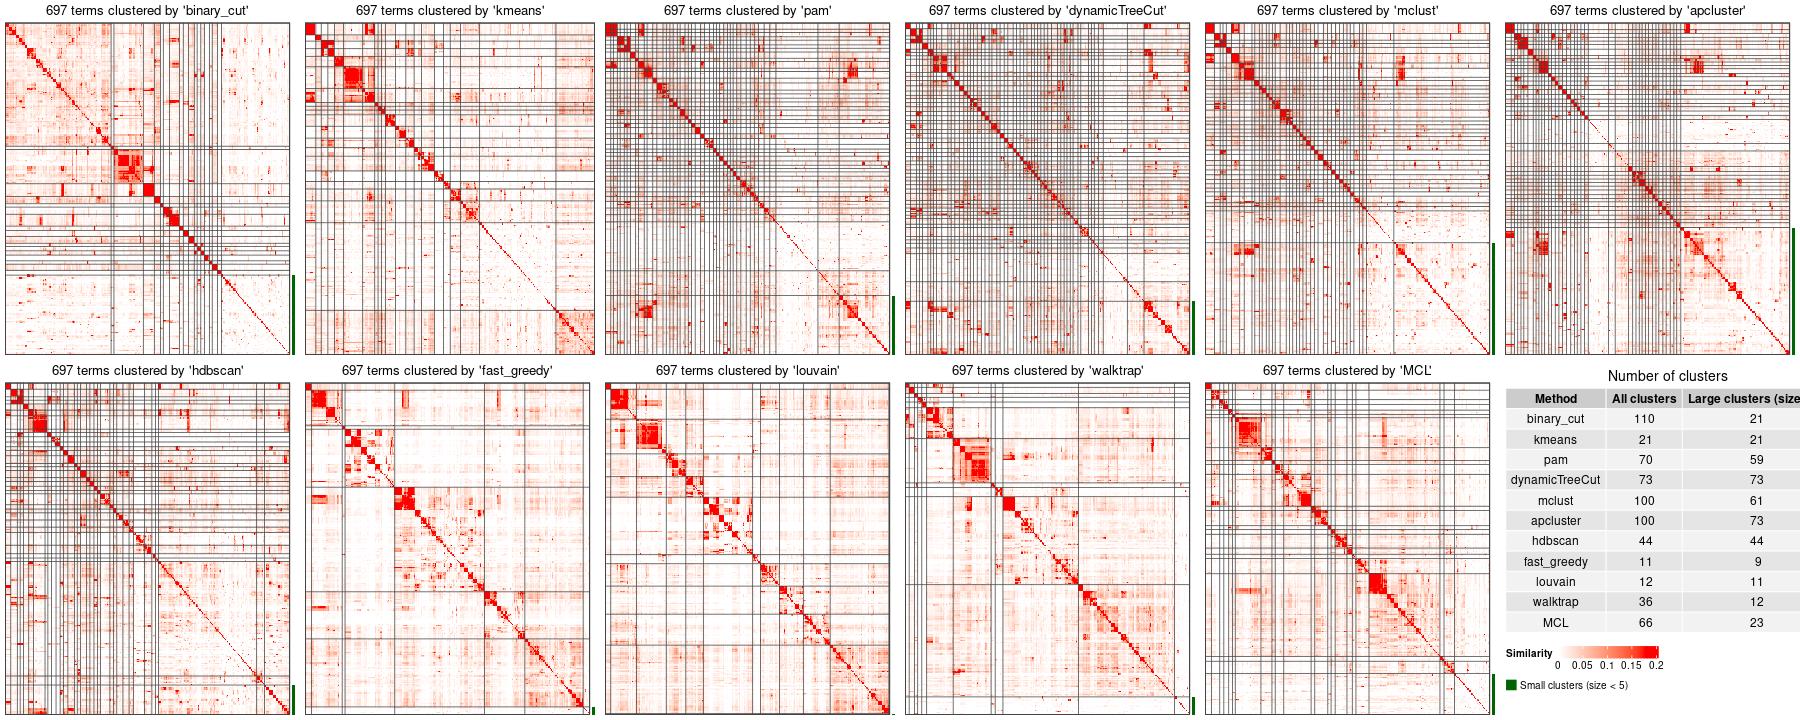 697 terms clustered by 'binary_cut'
697 terms clustered by 'kmeans'
697 terms clustered by 'pam'
697 terms clustered by 'dynamicTreeCut'
697 terms clustered by 'mclust'
697 terms clustered by 'apcluster'
697 terms clustered by 'hdbscan'
697 terms clustered by 'fast_greedy'
697 terms clustered by 'louvain'
697 terms clustered by 'walktrap'
697 terms clustered by 'MCL'
Number of clusters
Method All clusters Large clusters (size
binary_cut 110 21
kmeans 21 21
pam 70 59
dynamicTreeCut 73 73
mclust 100 61
apcluster 100 73
hdbscan 44 44
fast_greedy 11 9
louvain 12 11
walktrap 36 12
MCL 66 23
Similarity
0 0.05 0.1 0.15 0.2
Small clusters (size < 5)